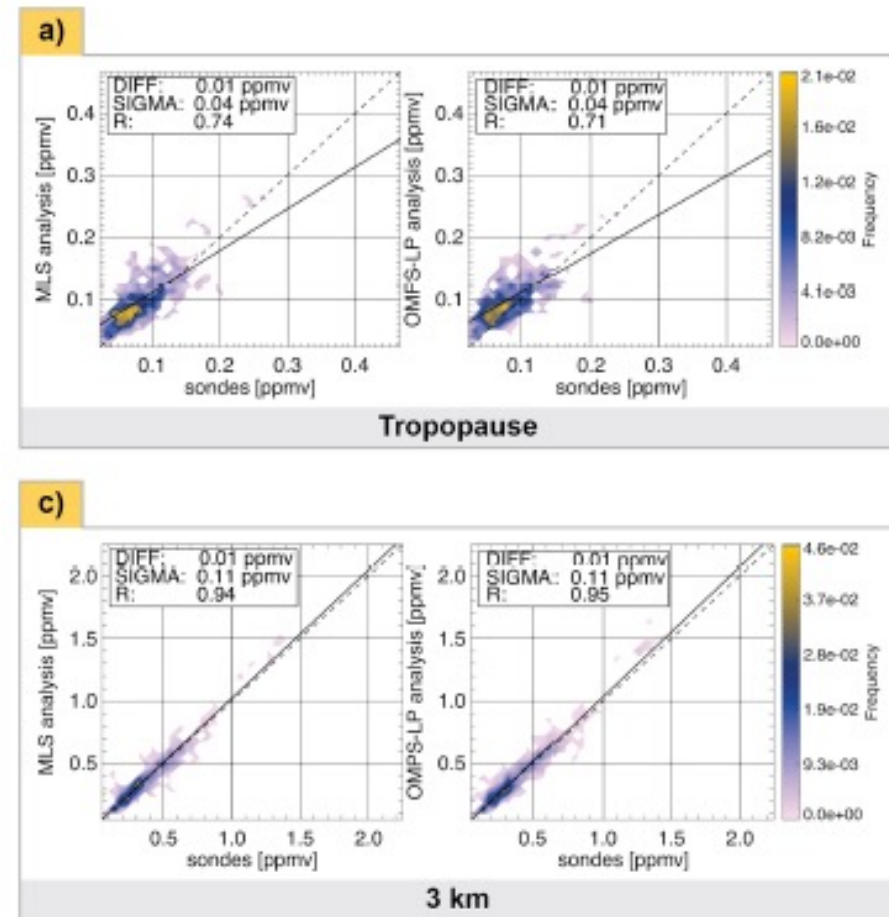 a)
DIFF: 0.01 ppmv
SIGMA: 0.04 ppmv
R: 0.74
MLS analysis [ppmv]
0.4
0.3
0.2
0.1
0.1 0.2 0.3 0.4
sondes [ppmv]
DIFF: 0.01 ppmv
SIGMA: 0.04 ppmv
R: 0.71
OMPS-LP analysis [ppmv]
0.4
0.3
0.2
0.1
0.1 0.2 0.3 0.4
sondes [ppmv]
2.1e-02
1.6e-02
1.2e-02
8.2e-03
4.1e-03
0.0e+00
Frequency
Tropopause
c)
DIFF: 0.01 ppmv
SIGMA: 0.11 ppmv
R: 0.94
MLS analysis [ppmv]
2.0
1.5
1.0
0.5
0.5 1.0 1.5 2.0
sondes [ppmv]
DIFF: 0.01 ppmv
SIGMA: 0.11 ppmv
R: 0.95
OMPS-LP analysis [ppmv]
2.0
1.5
1.0
0.5
0.5 1.0 1.5 2.0
sondes [ppmv]
4.6e-02
3.7e-02
2.8e-02
1.9e-02
9.3e-03
0.0e+00
Frequency
3 km